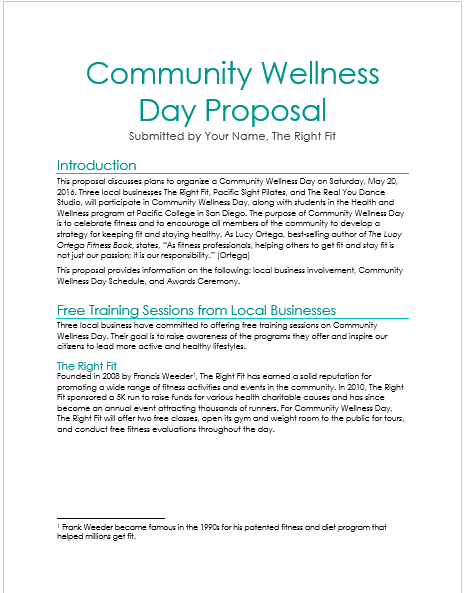 Community Wellness
Day Proposal
Submitted by Your Name, The Right Fit
Introduction
This proposal discusses plans to organize a Community Wellness Day on Saturday, May 20,
2016. Three local businesses The Right Fit, Pacific Sight Pilates, and The Real You Dance
Studio, will participate in Community Wellness Day, along with students in the Health and
Wellness program at Pacific College in San Diego. The purpose of Community Wellness Day
is to celebrate fitness and to encourage all members of the community to develop a
strategy for keeping fit and staying healthy. As Lucy Ortega, best-selling author of The Lucy
Ortega Fitness Book, states, "As fitness professionals, helping others to get fit and stay fit is
not just our passion; it is our responsibility." (Ortega)
This proposal provides information on the following: local business involvement, Community
Wellness Day Schedule, and Awards Ceremony.
Free Training Sessions from Local Businesses
Three local business have committed to offering free training sessions on Community
Wellness Day. Their goal is to raise awareness of the programs they offer and inspire our
citizens to lead more active and healthy lifestyles.
The Right Fit
Founded in 2008 by Francis Weeder¹, The Right Fit has earned a solid reputation for
promoting a wide range of fitness activities and events in the community. In 2010, The Right
Fit sponsored a 5K run to raise funds for various health charitable causes and has since
become an annual event attracting thousands of runners. For Community Wellness Day,
The Right Fit will offer two free classes, open its gym and weight room to the public for tours,
and conduct free fitness evaluations throughout the day.
¹ Frank Weeder became famous in the 1990s for his patented fitness and diet program that
helped millions get fit.